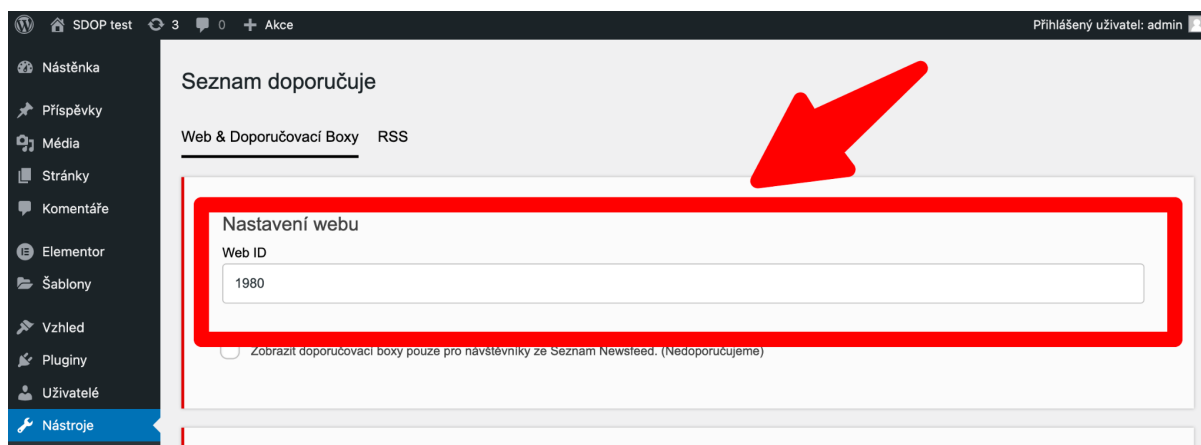 SDOP test 3 0 + Akce Přihlášený uživatel: admin
Nástěnka
Příspěvky
Média
Stránky
Komentáře
Elementor
Šablony
Vzhled
Pluginy
Uživatelé
Nástroje
Seznam doporučuje
Web & Doporučovací Boxy RSS
Nastavení webu
Web ID
1980
Zobrazit doporučovací boxy pouze pro návštěvníky ze Seznam Newsfeed. (Nedoporučujeme)